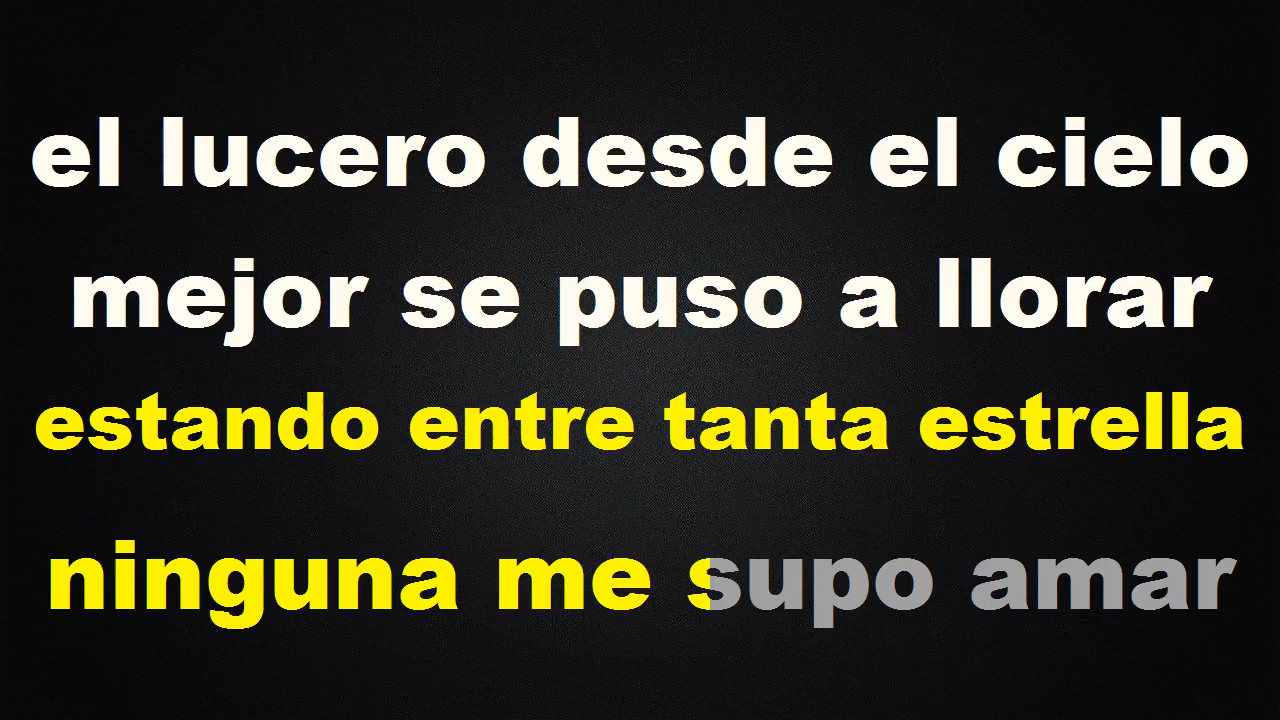 el lucero desde el cielo
mejor se puso a llorar
estando entre tanta estrella
ninguna me supo amar